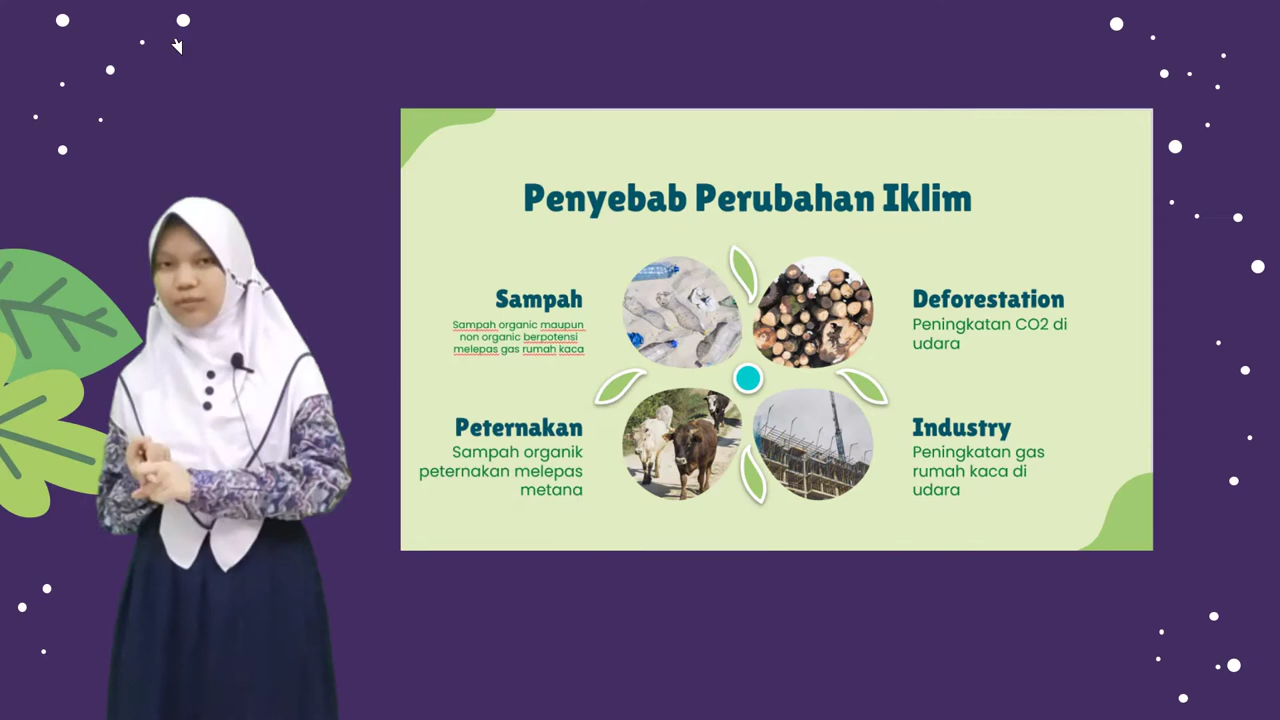 Penyebab Perubahan Iklim
Sampah
Sampah organic maupun
non organic berpotensi
melepas gas rumah kaca
Deforestation
Peningkatan CO2 di
udara
Peternakan
Sampah organik
peternakan melepas
metana
Industry
Peningkatan gas
rumah kaca di
udara